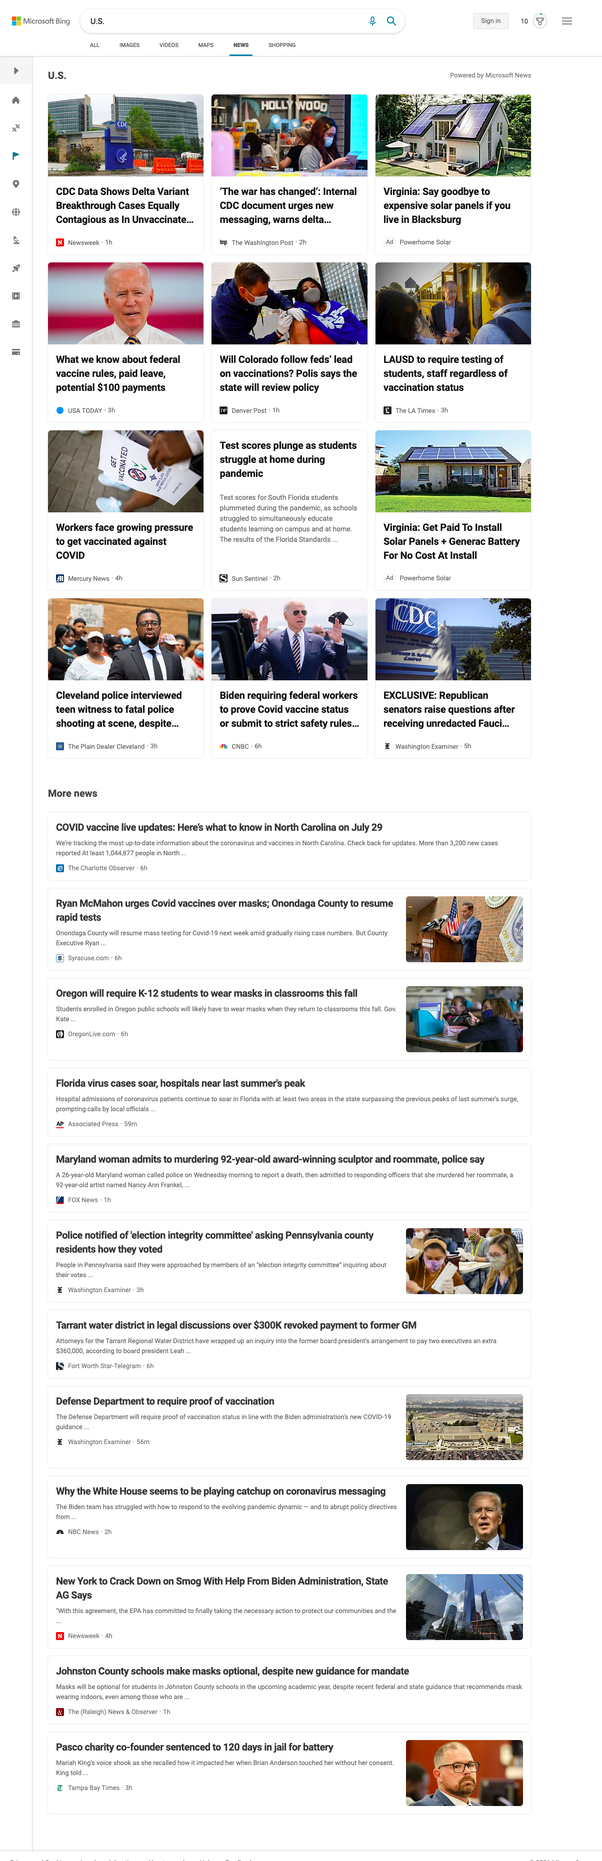 Microsoft Bing
U.S.
Sign in
10
ALL
IMAGES
VIDEOS
MAPS
NEWS
SHOPPING
U.S.
Powered by Microsoft News
CDC
HOLLYWOOD
CDC Data Shows Delta Variant
Breakthrough Cases Equally
Contagious as In Unvaccinate...
Newsweek · 1h
'The war has changed': Internal
CDC document urges new
messaging, warns delta...
The Washington Post · 2h
Virginia: Say goodbye to
expensive solar panels if you
live in Blacksburg
Ad Powerhome Solar
What we know about federal
vaccine rules, paid leave,
potential $100 payments
USA TODAY · 3h
Will Colorado follow feds' lead
on vaccinations? Polis says the
state will review policy
Denver Post · 1h
LAUSD to require testing of
students, staff regardless of
vaccination status
The LA Times · 3h
GET
VACCINATED
Workers face growing pressure
to get vaccinated against
COVID
Mercury News · 4h
Test scores plunge as students
struggle at home during
pandemic
Test scores for South Florida students
plummeted during the pandemic, as schools
struggled to simultaneously educate
students learning on campus and at home.
The results of the Florida Standards ...
Sun Sentinel · 2h
Virginia: Get Paid To Install
Solar Panels + Generac Battery
For No Cost At Install
Ad Powerhome Solar
Cleveland police interviewed
teen witness to fatal police
shooting at scene, despite...
The Plain Dealer Cleveland · 3h
Biden requiring federal workers
to prove Covid vaccine status
or submit to strict safety rules...
CNBC · 6h
CDC
EXCLUSIVE: Republican
senators raise questions after
receiving unredacted Fauci...
Washington Examiner · 5h
More news
COVID vaccine live updates: Here's what to know in North Carolina on July 29
We're tracking the most up-to-date information about the coronavirus and vaccines in North Carolina. Check back for updates. More than 3,200 new cases
reported At least 1,044,877 people in North ...
The Charlotte Observer · 6h
Ryan McMahon urges Covid vaccines over masks; Onondaga County to resume
rapid tests
Onondaga County will resume mass testing for Covid-19 next week amid gradually rising case numbers. But County
Executive Ryan ...
Syracuse.com · 6h
Oregon will require K-12 students to wear masks in classrooms this fall
Students enrolled in Oregon public schools will likely have to wear masks when they return to classrooms this fall. Gov.
Kate ...
OregonLive.com · 6h
Florida virus cases soar, hospitals near last summer's peak
Hospital admissions of coronavirus patients continue to soar in Florida with at least two areas in the state surpassing the previous peaks of last summer's surge,
prompting calls by local officials ...
AP Associated Press · 59m
Maryland woman admits to murdering 92-year-old award-winning sculptor and roommate, police say
A 26-year-old Maryland woman called police on Wednesday morning to report a death, then admitted to responding officers that she murdered her roommate, a
92-year-old artist named Nancy Ann Frankel, ...
FOX News · 1h
Police notified of 'election integrity committee' asking Pennsylvania county
residents how they voted
People in Pennsylvania said they were approached by members of an "election integrity committee" inquiring about
their votes ...
Washington Examiner · 3h
Tarrant water district in legal discussions over $300K revoked payment to former GM
Attorneys for the Tarrant Regional Water District have wrapped up an inquiry into the former board president's arrangement to pay two executives an extra
$360,000, according to board president Leah ...
Fort Worth Star-Telegram · 6h
Defense Department to require proof of vaccination
The Defense Department will require proof of vaccination status in line with the Biden administration's new COVID-19
guidance ...
Washington Examiner · 56m
Why the White House seems to be playing catchup on coronavirus messaging
The Biden team has struggled with how to respond to the evolving pandemic dynamic — and to abrupt policy directives
from ...
NBC News · 2h
New York to Crack Down on Smog With Help From Biden Administration, State
AG Says
"With this agreement, the EPA has committed to finally taking the necessary action to protect our communities and the
...
Newsweek · 4h
Johnston County schools make masks optional, despite new guidance for mandate
Masks will be optional for students in Johnston County schools in the upcoming academic year, despite recent federal and state guidance that recommends mask
wearing indoors, even among those who are ...
The (Raleigh) News & Observer · 1h
Pasco charity co-founder sentenced to 120 days in jail for battery
Mariah King's voice shook as she recalled how it impacted her when Brian Anderson touched her without her consent.
King told ...
Tampa Bay Times · 3h